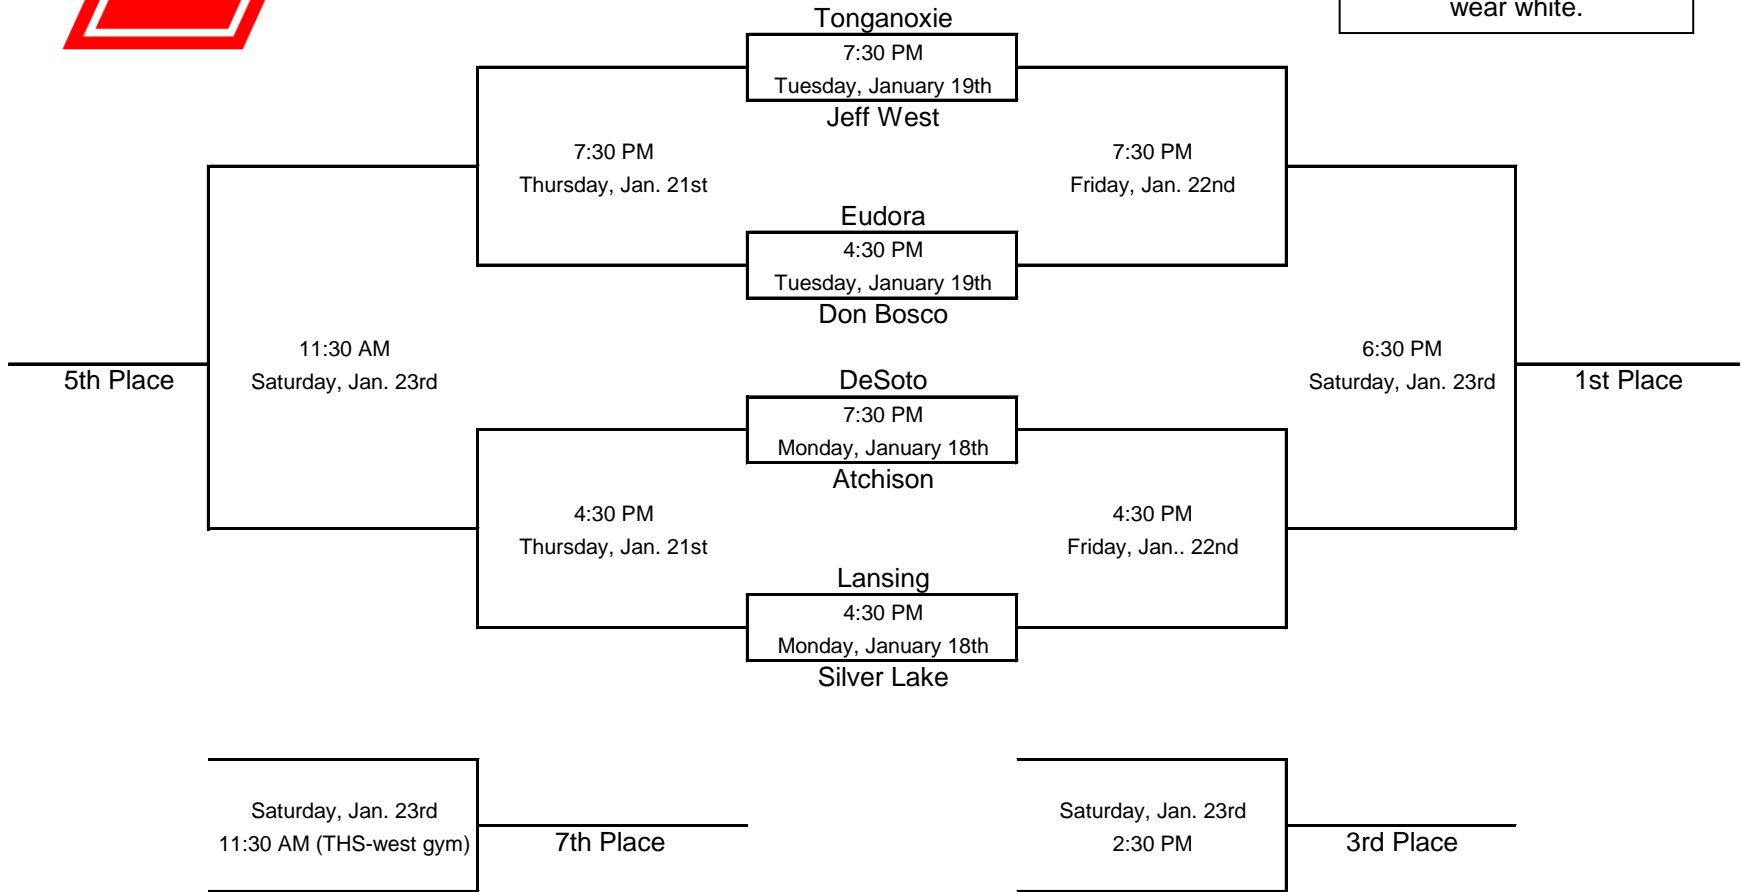 wear white.
Tonganoxie
7:30 PM
Tuesday, January 19th
Jeff West
7:30 PM
Thursday, Jan. 21st
7:30 PM
Friday, Jan. 22nd
Eudora
4:30 PM
Tuesday, January 19th
Don Bosco
11:30 AM
Saturday, Jan. 23rd
5th Place
6:30 PM
Saturday, Jan. 23rd
1st Place
DeSoto
7:30 PM
Monday, January 18th
Atchison
4:30 PM
Thursday, Jan. 21st
4:30 PM
Friday, Jan.. 22nd
Lansing
4:30 PM
Monday, January 18th
Silver Lake
Saturday, Jan. 23rd
11:30 AM (THS-west gym)
7th Place
Saturday, Jan. 23rd
2:30 PM
3rd Place